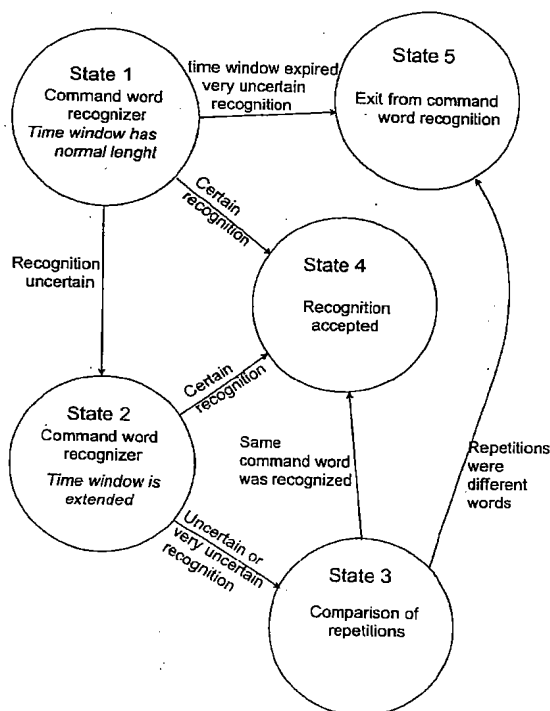 State 1
Command word
recognizer
Time window has
normal lenght
time window expired
very uncertain
recognition
State 5
Exit from command
word recognition
Certain
recognition
Recognition
uncertain
State 4
Recognition
accepted
State 2
Command word
recognizer
Time window is
extended
Certain
recognition
Same
command word
was recognized
Repetitions
were
different
words
Uncertain or
very uncertain
recognition
State 3
Comparison of
repetitions